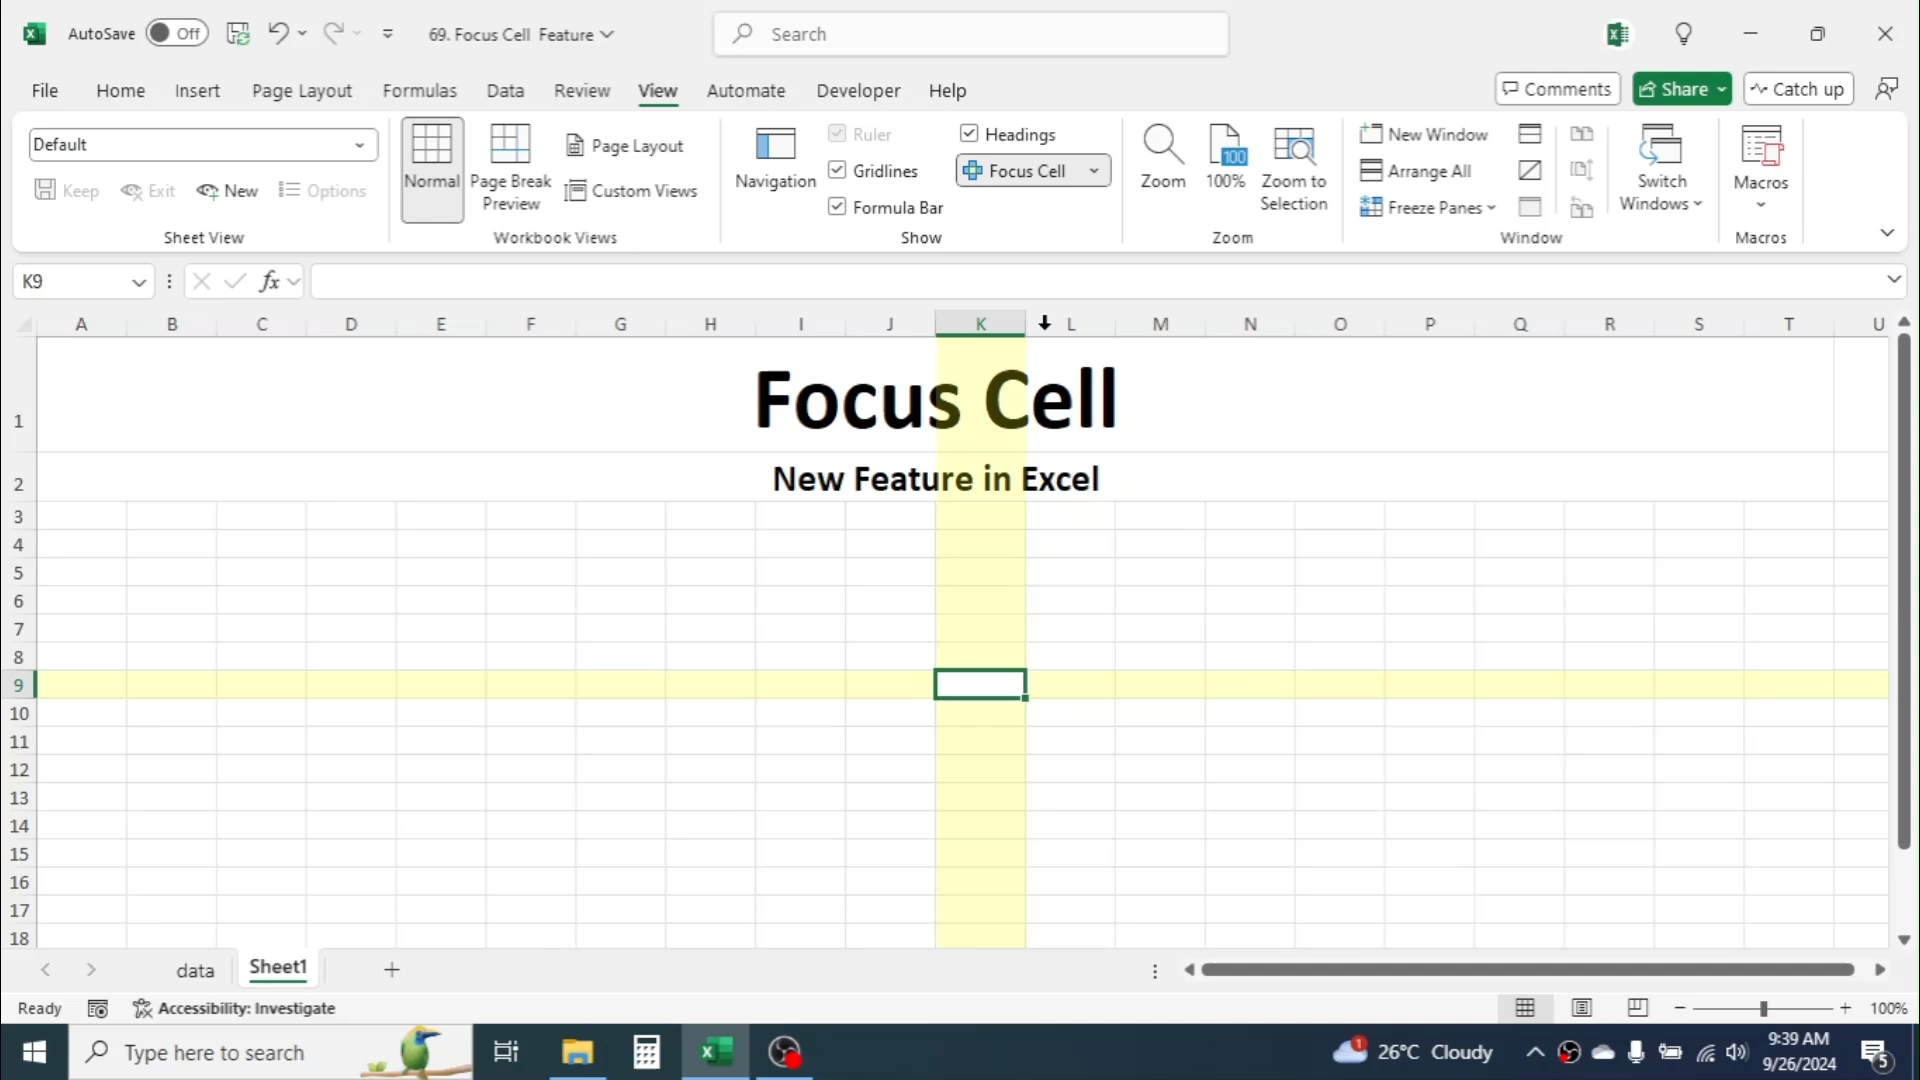 AutoSave Off 69. Focus Cell Feature Search
File Home Insert Page Layout Formulas Data Review View Automate Developer Help Comments Share Catch up
Default
Keep Exit New Options
Sheet View
Normal Page Break Preview Page Layout Custom Views
Workbook Views
Navigation Ruler Gridlines Formula Bar Headings Focus Cell
Show
Zoom 100 100% Zoom to Selection
Zoom
New Window Arrange All Freeze Panes Switch Windows
Window
Macros
Macros
K9 fx
A B C D E F G H I J K L M N O P Q R S T U
1 Focus Cell
2 New Feature in Excel
3
4
5
6
7
8
9
10
11
12
13
14
15
16
17
18
data Sheet1 +
Ready Accessibility: Investigate 100%
Type here to search 1 26°C Cloudy 9:39 AM
9/26/2024 5